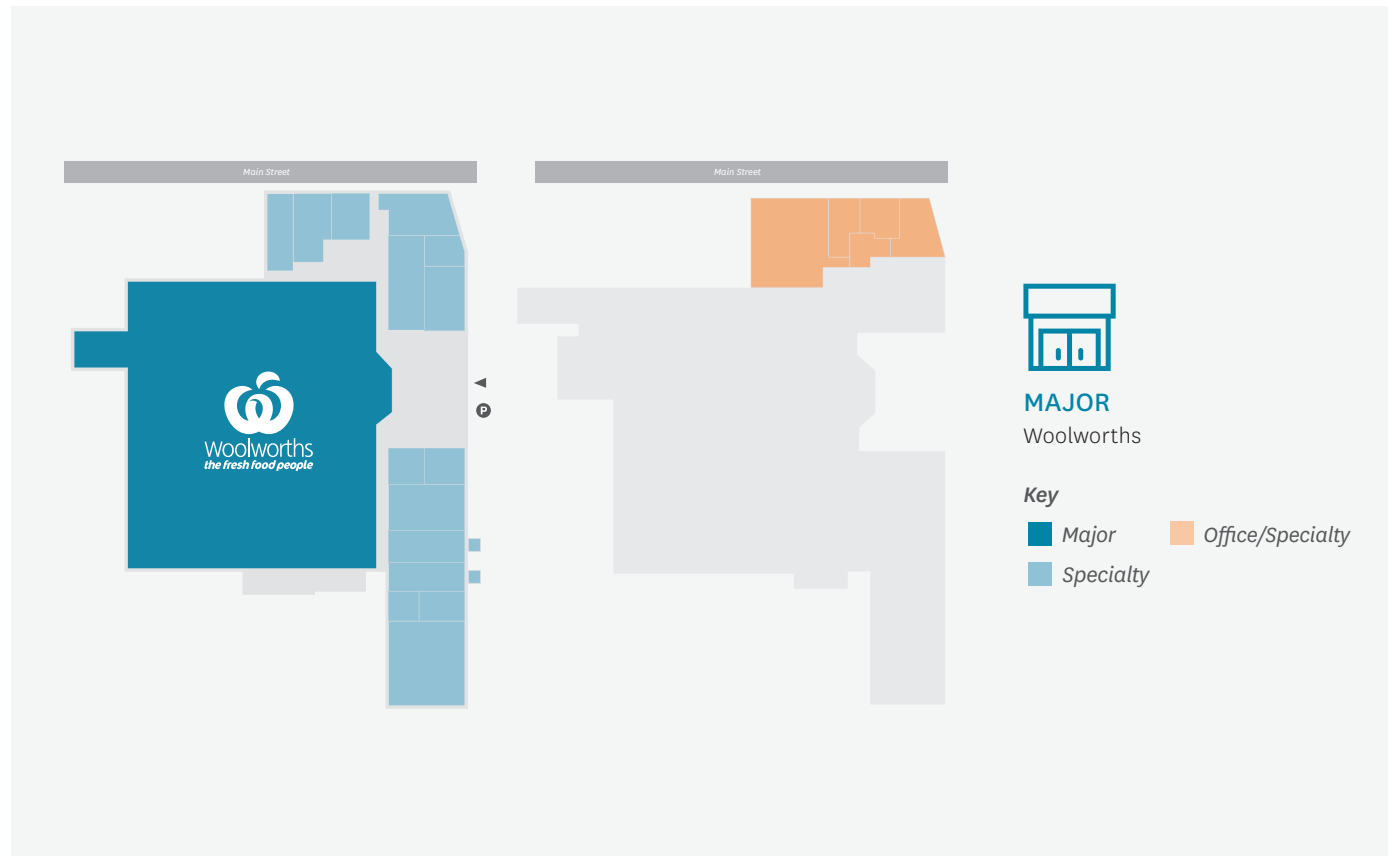 Main Street
Main Street
P
Woolworths
the fresh food people
MAJOR
Woolworths
Key
Major
Office/Specialty
Specialty